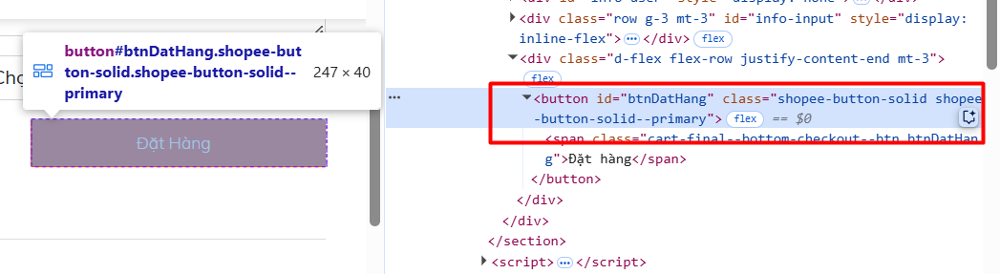 <div class="row g-3 mt-3" id="info-input" style="display:
inline-flex"> ... </div> flex
<div class="d-flex flex-row justify-content-end mt-3">
flex
... <button id="btnDatHang" class="shopee-button-solid shopee
-button-solid--primary"> flex == $0
<span class="cart-final--bottom-checkout--btn btnDatHan
g">Đặt hàng</span>
</button>
</div>
</div>
</section>
<script> ... </script>
button#btnDatHang.shopee-but
ton-solid.shopee-button-solid--
primary
247 × 40
Chọ
Đặt Hàng